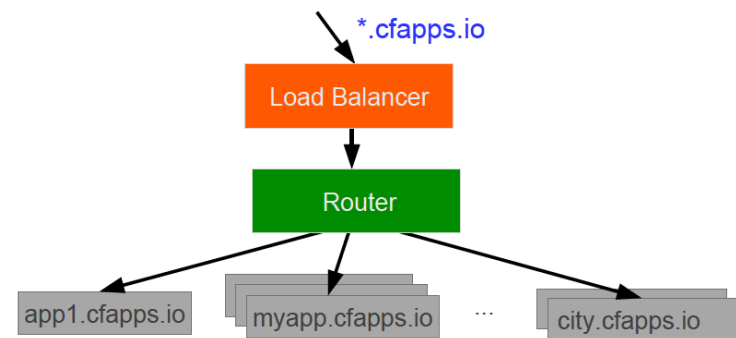 *.cfapps.io
Load Balancer
Router
app1.cfapps.io
myapp.cfapps.io
...
city.cfapps.io